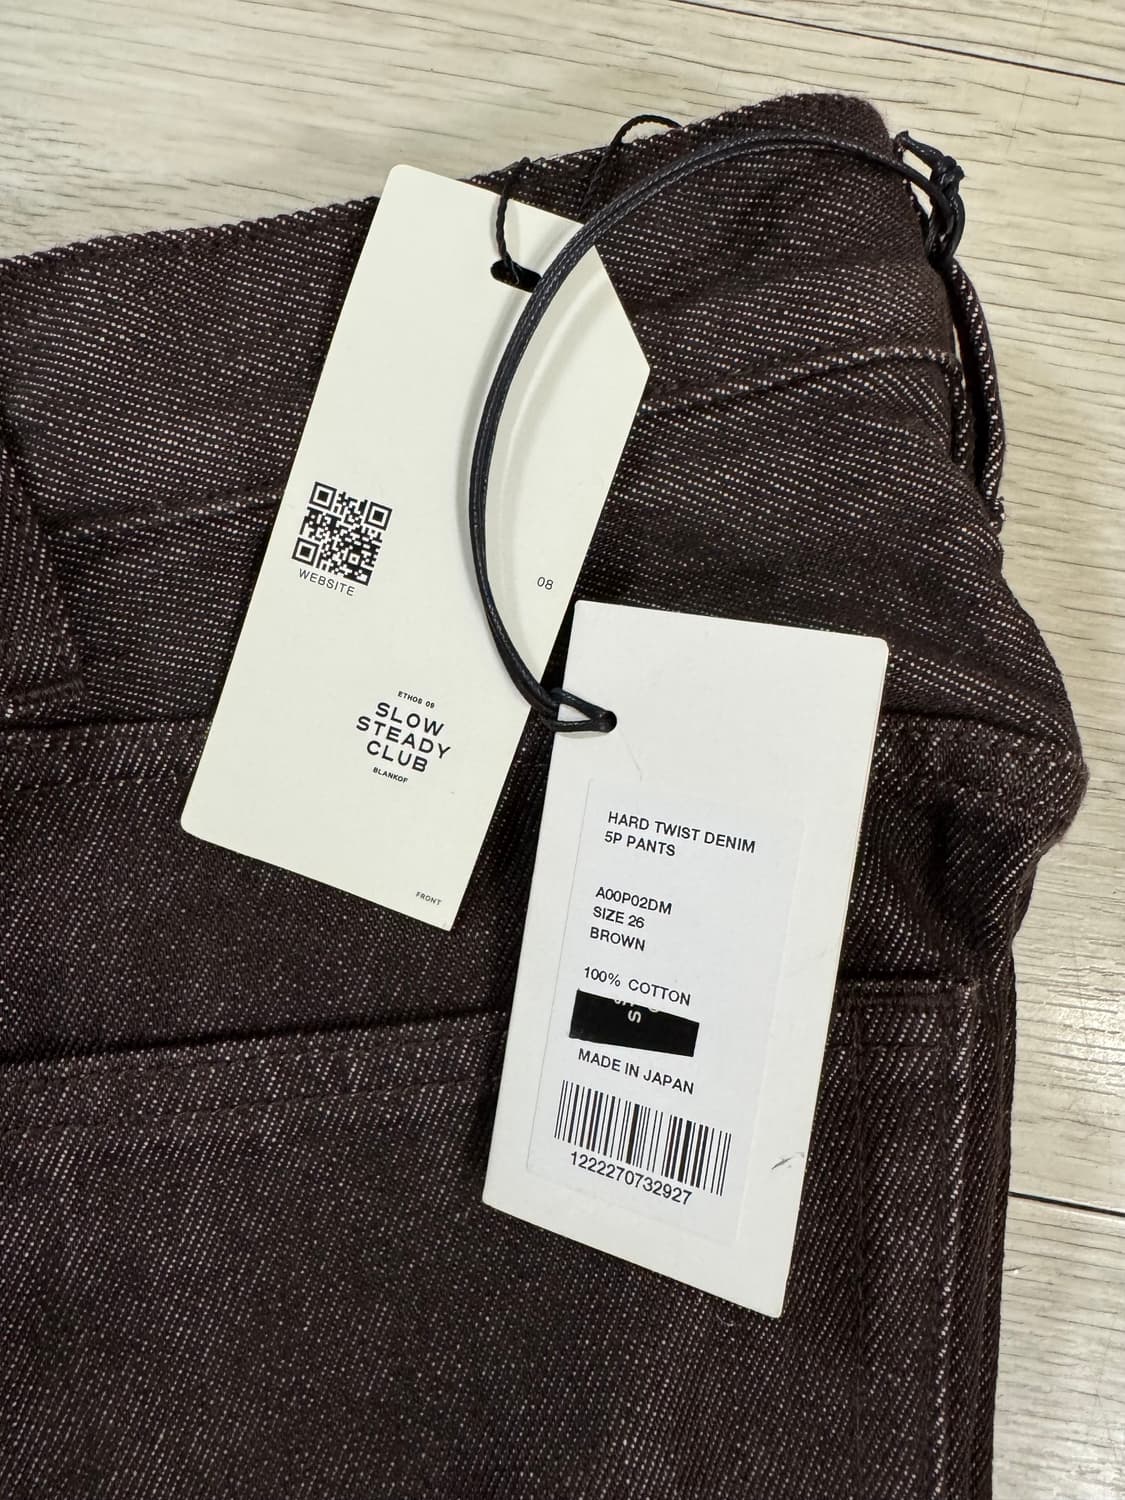 WEBSITE
08
ETHOS 08
SLOW
STEADY
CLUB
BLANKOF
FRONT
HARD TWIST DENIM
5P PANTS
A00P02DM
SIZE 26
BROWN
100% COTTON
MADE IN JAPAN
1222270732927